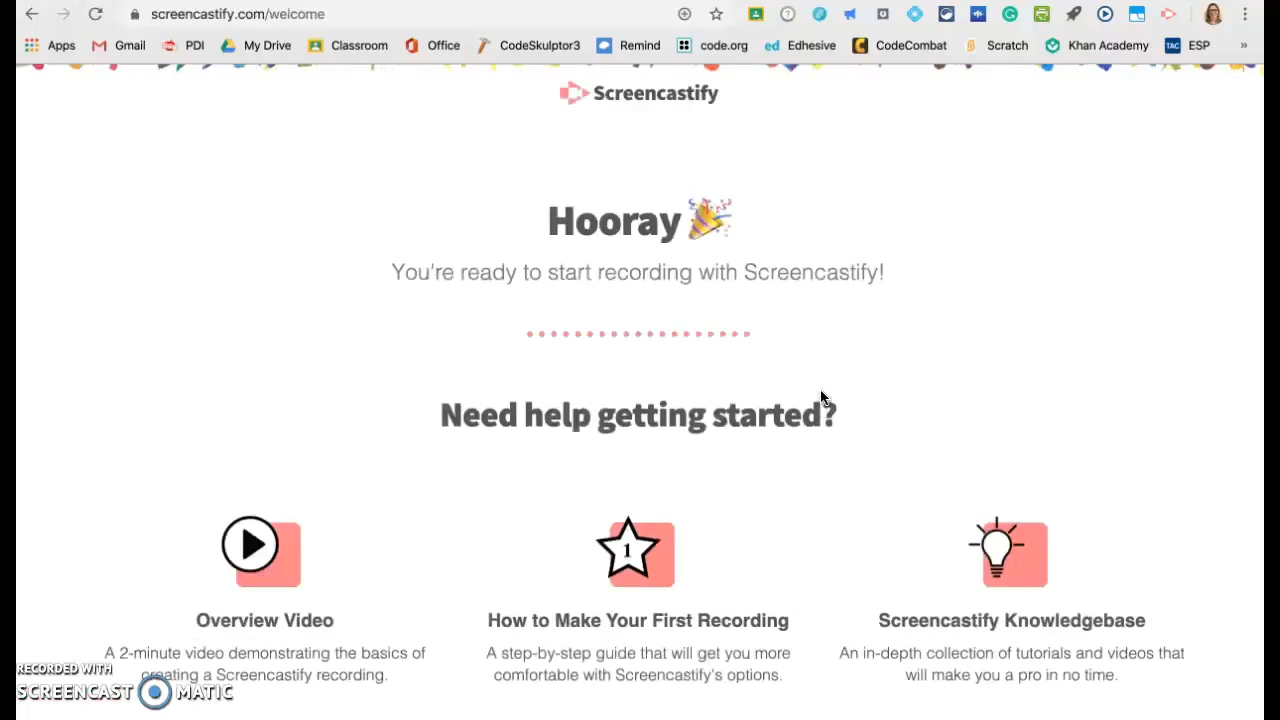 screencastify.com/welcome
Apps Gmail PDI My Drive Classroom Office CodeSkulptor3 Remind code.org ed Edhesive CodeCombat Scratch Khan Academy TAC ESP »
Screencastify
Hooray
You're ready to start recording with Screencastify!
Need help getting started?
1
Overview Video
A 2-minute video demonstrating the basics of
creating a Screencastify recording.
How to Make Your First Recording
A step-by-step guide that will get you more
comfortable with Screencastify's options.
Screencastify Knowledgebase
An in-depth collection of tutorials and videos that
will make you a pro in no time.
RECORDED WITH
SCREENCAST MATIC